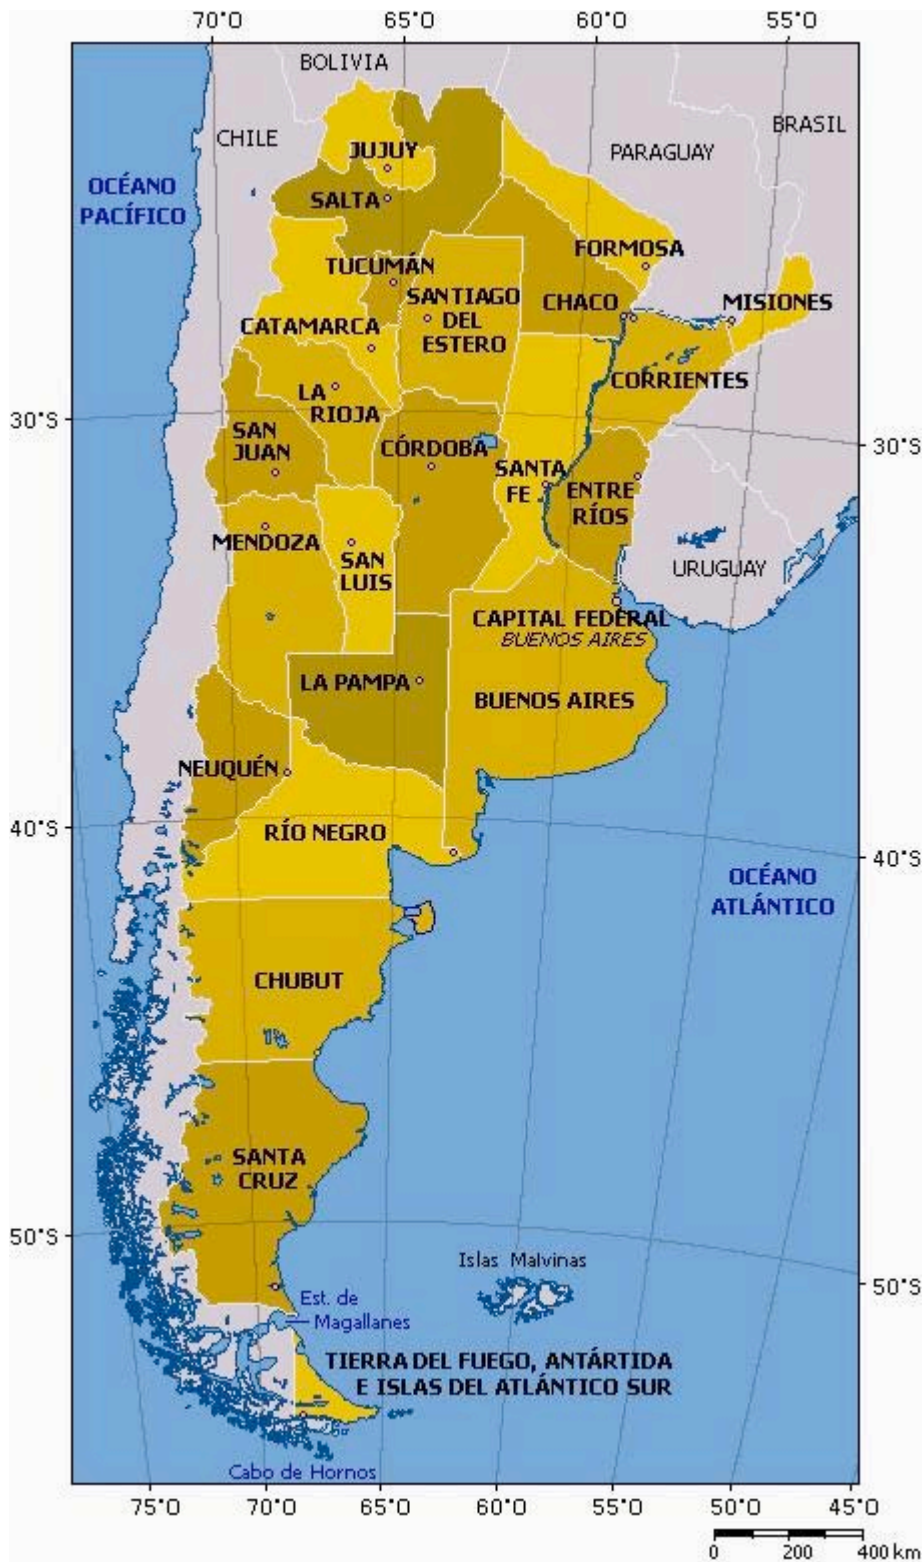 70°O 65°O 60°O 55°O
BOLIVIA
BRASIL
CHILE
JUJUY
PARAGUAY
OCÉANO
PACÍFICO
SALTA
FORMOSA
TUCUMÁN
SANTIAGO
DEL
ESTERO
CHACO
MISIONES
CATAMARCA
CORRIENTES
LA
RIOJA
30°S
SAN
JUAN
CÓRDOBA
30°S
SANTA
FE
ENTRE
RÍOS
MENDOZA
SAN
LUIS
URUGUAY
CAPITAL FEDERAL
BUENOS AIRES
LA PAMPA
BUENOS AIRES
NEUQUÉN
40°S
RÍO NEGRO
40°S
OCÉANO
ATLÁNTICO
CHUBUT
SANTA
CRUZ
50°S
Islas Malvinas
50°S
Est. de
Magallanes
TIERRA DEL FUEGO, ANTÁRTIDA
E ISLAS DEL ATLÁNTICO SUR
Cabo de Hornos
75°O 70°O 65°O 60°O 55°O 50°O 45°O
0 200 400 km